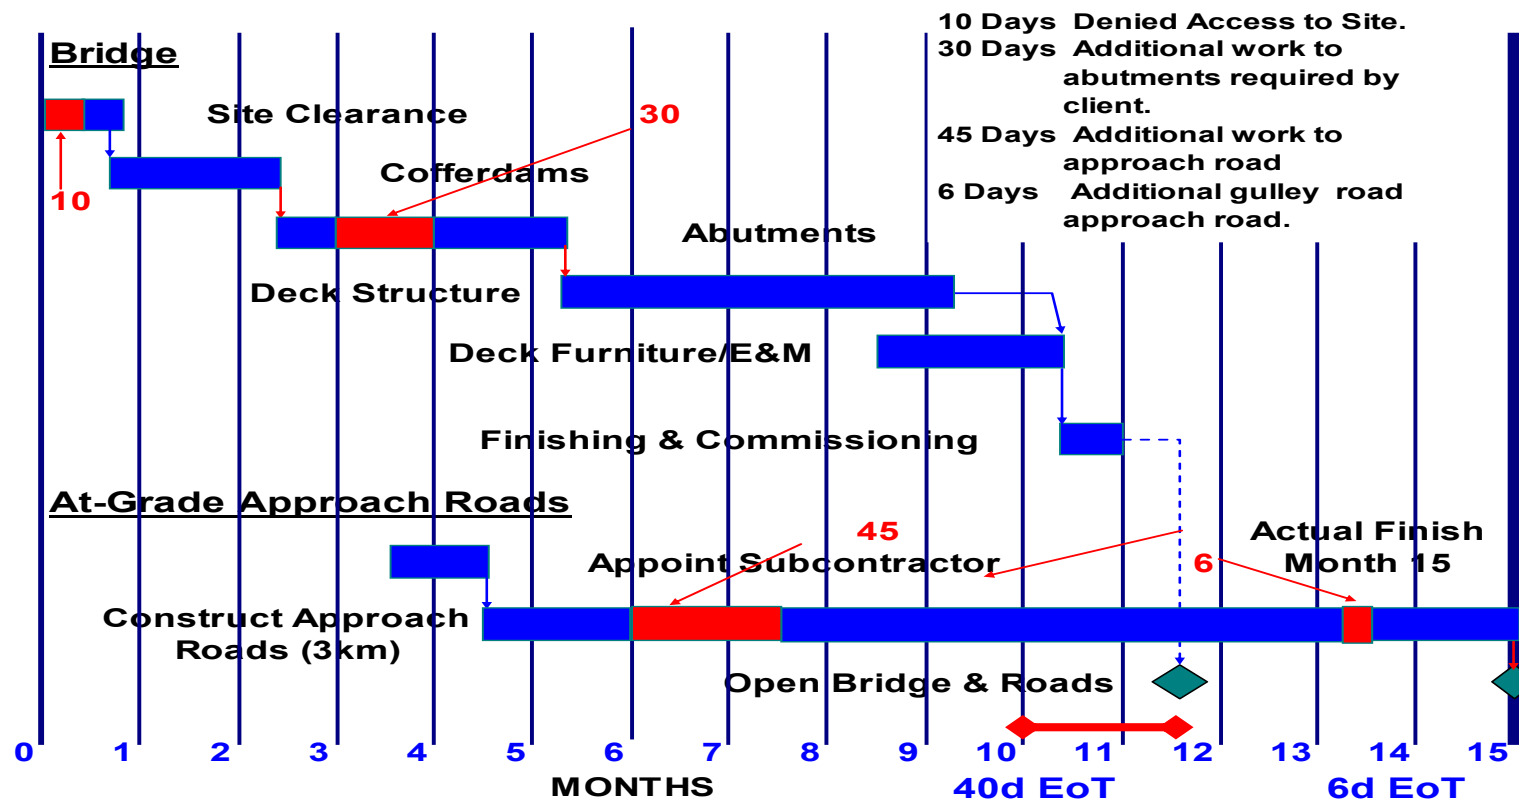 10 Days Denied Access to Site.
30 Days Additional work to
abutments required by
client.
45 Days Additional work to
approach road
6 Days Additional gulley road
approach road.
Bridge
Site Clearance
30
Cofferdams
10
Abutments
Deck Structure
Deck Furniture/E&M
Finishing & Commissioning
At-Grade Approach Roads
45
Actual Finish
Month 15
Appoint Subcontractor
6
Construct Approach
Roads (3km)
Open Bridge & Roads
0 1 2 3 4 5 6 7 8 9 10 11 12 13 14 15
MONTHS
40d EoT
6d EoT